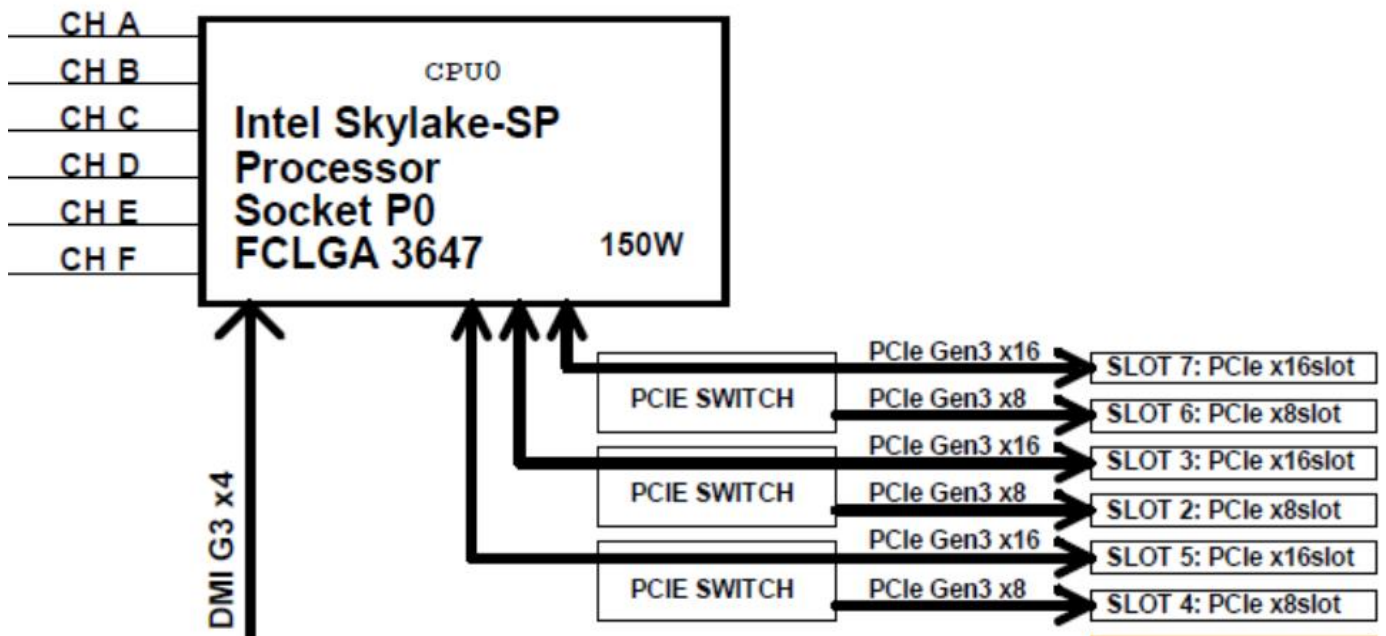 CH A
CH B
CH C
CH D
CH E
CH F
CPU0
Intel Skylake-SP
Processor
Socket P0
FCLGA 3647
150W
DMI G3 x4
PCIE SWITCH
PCIe Gen3 x16
SLOT 7: PCIe x16slot
PCIe Gen3 x8
SLOT 6: PCIe x8slot
PCIE SWITCH
PCIe Gen3 x16
SLOT 3: PCIe x16slot
PCIe Gen3 x8
SLOT 2: PCIe x8slot
PCIE SWITCH
PCIe Gen3 x16
SLOT 5: PCIe x16slot
PCIe Gen3 x8
SLOT 4: PCIe x8slot